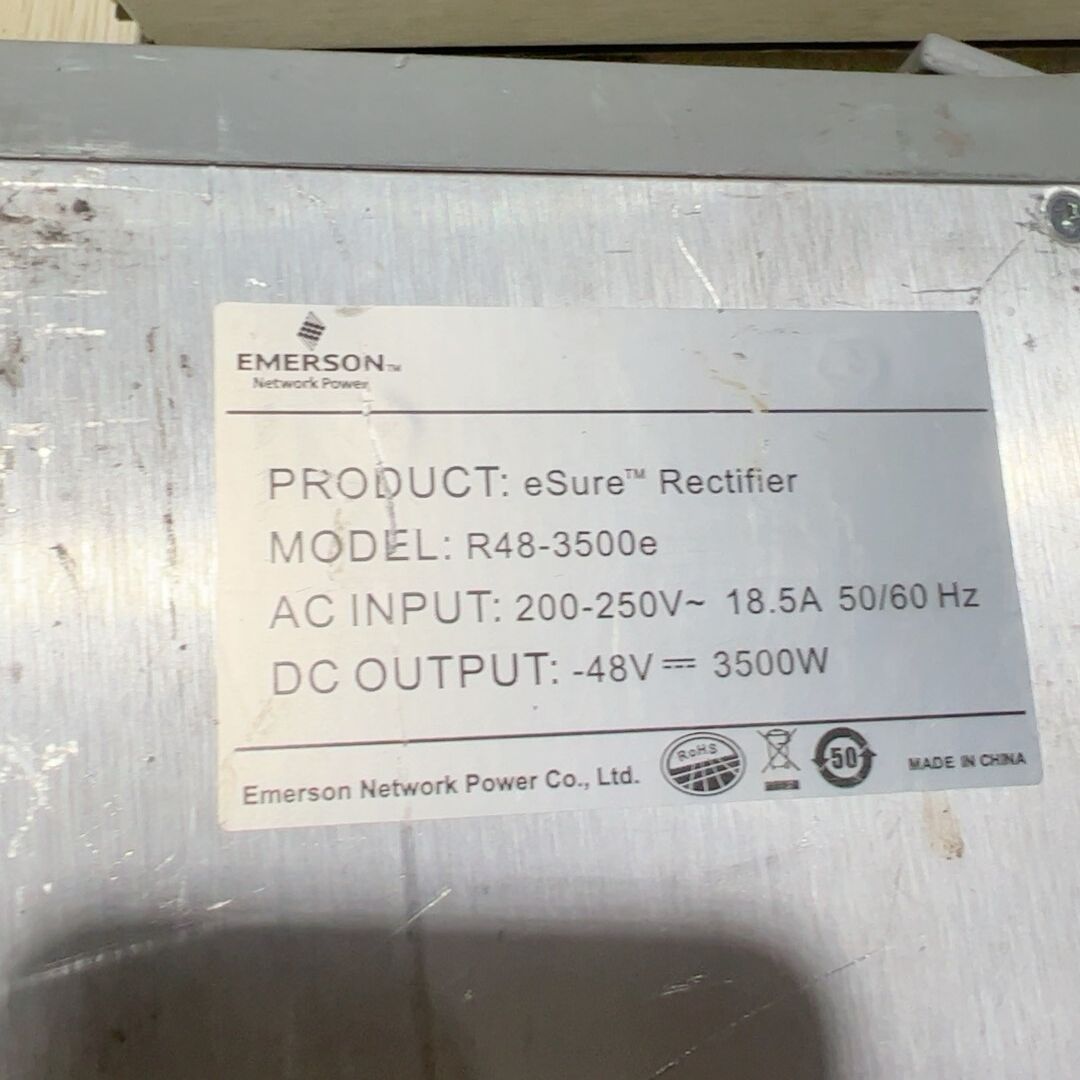 EMERSON™
Network Power
PRODUCT: eSure™ Rectifier
MODEL: R48-3500e
AC INPUT: 200-250V~ 18.5A 50/60 Hz
DC OUTPUT: -48V⎓ 3500W
Emerson Network Power Co., Ltd. RoHS 50 MADE IN CHINA